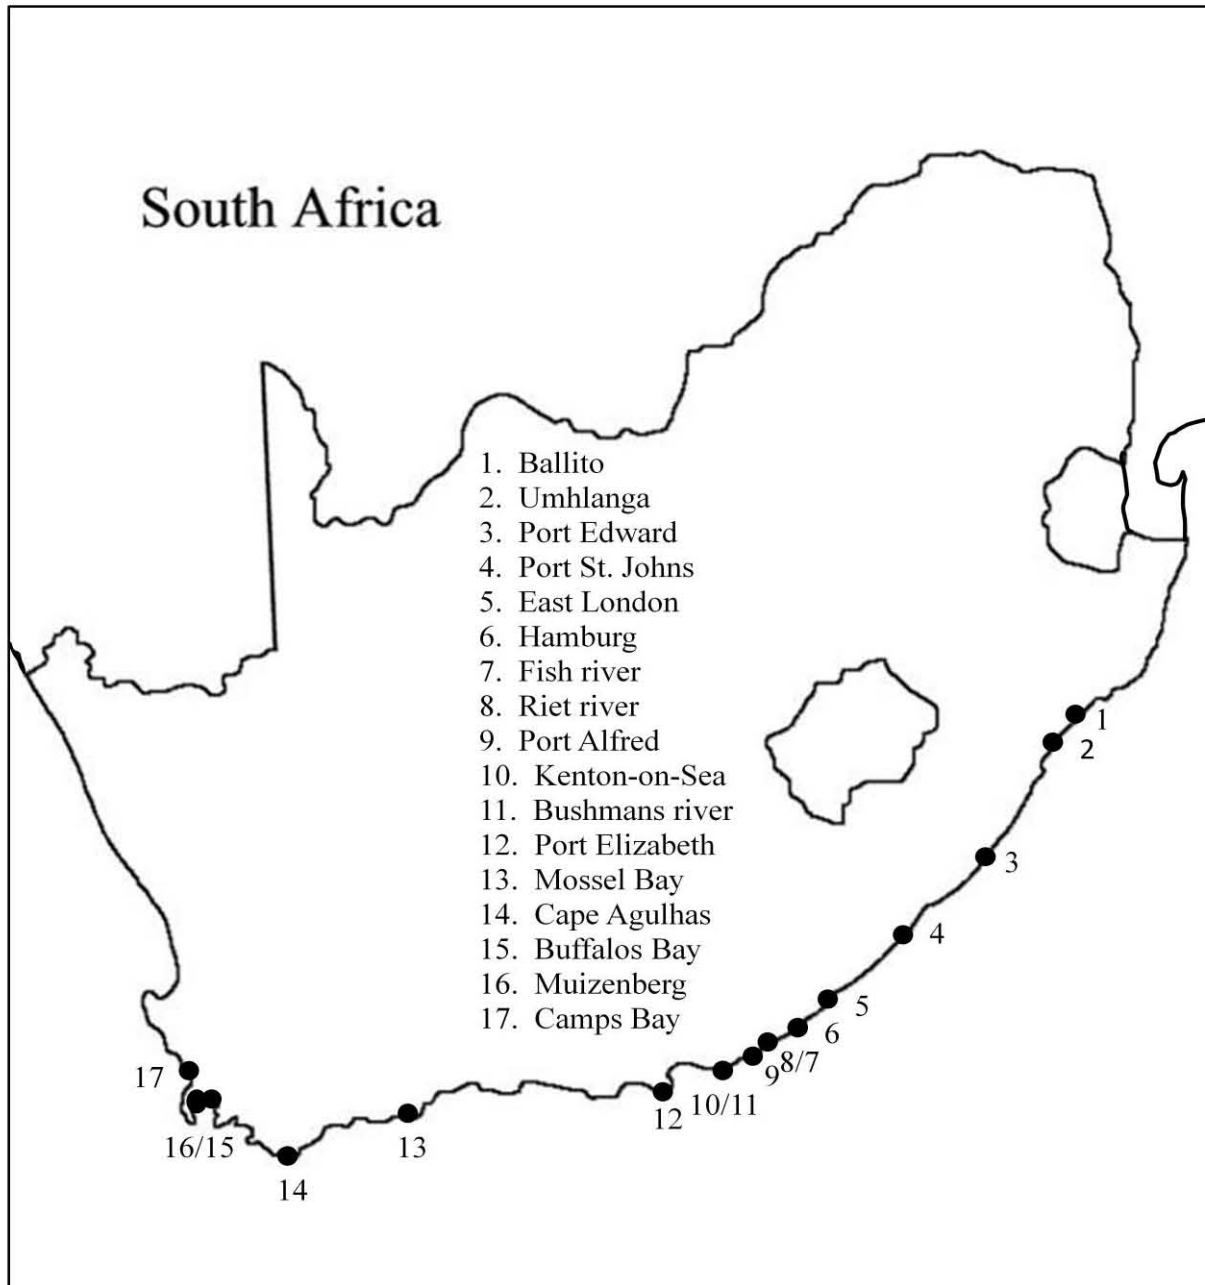 South Africa
1. Ballito
2. Umhlanga
3. Port Edward
4. Port St. Johns
5. East London
6. Hamburg
7. Fish river
8. Riet river
9. Port Alfred
10. Kenton-on-Sea
11. Bushmans river
12. Port Elizabeth
13. Mossel Bay
14. Cape Agulhas
15. Buffalos Bay
16. Muizenberg
17. Camps Bay
1
2
3
4
5
6
8/7
9
10/11
12
13
14
16/15
17